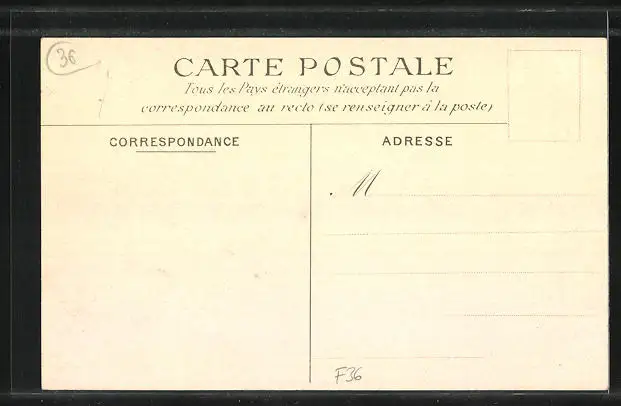 36
CARTE POSTALE
Tous les Pays étrangers n'acceptant pas la
correspondance au recto (se renseigner à la poste)
CORRESPONDANCE
ADRESSE
M
F36